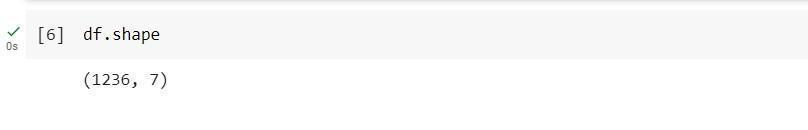 [6] df.shape
0s
(1236, 7)